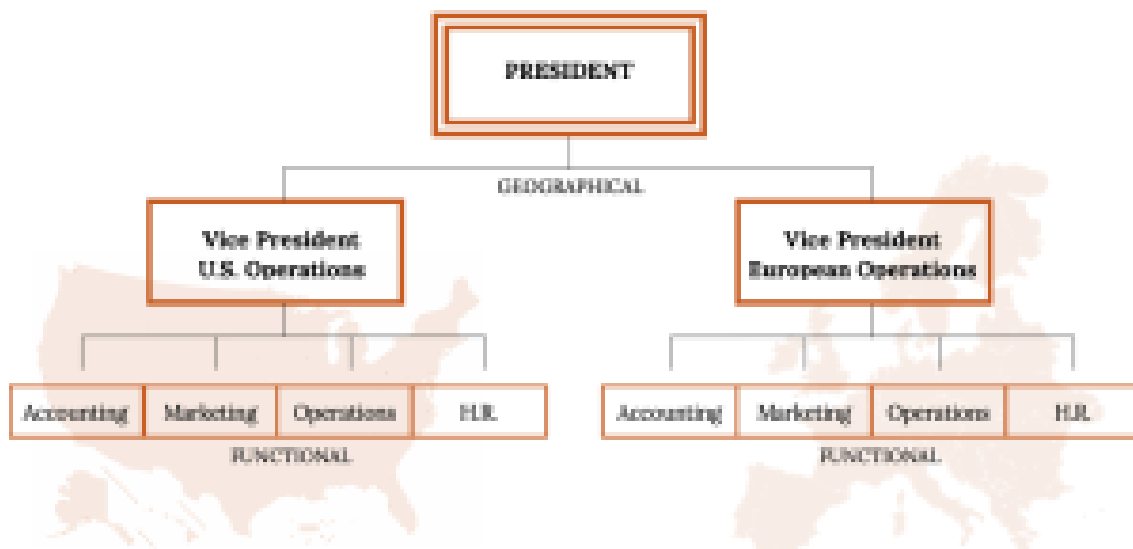 PRESIDENT
GEOGRAPHICAL
Vice President
U.S. Operations
Vice President
European Operations
Accounting
Marketing
Operations
H.R.
Accounting
Marketing
Operations
H.R.
FUNCTIONAL
FUNCTIONAL